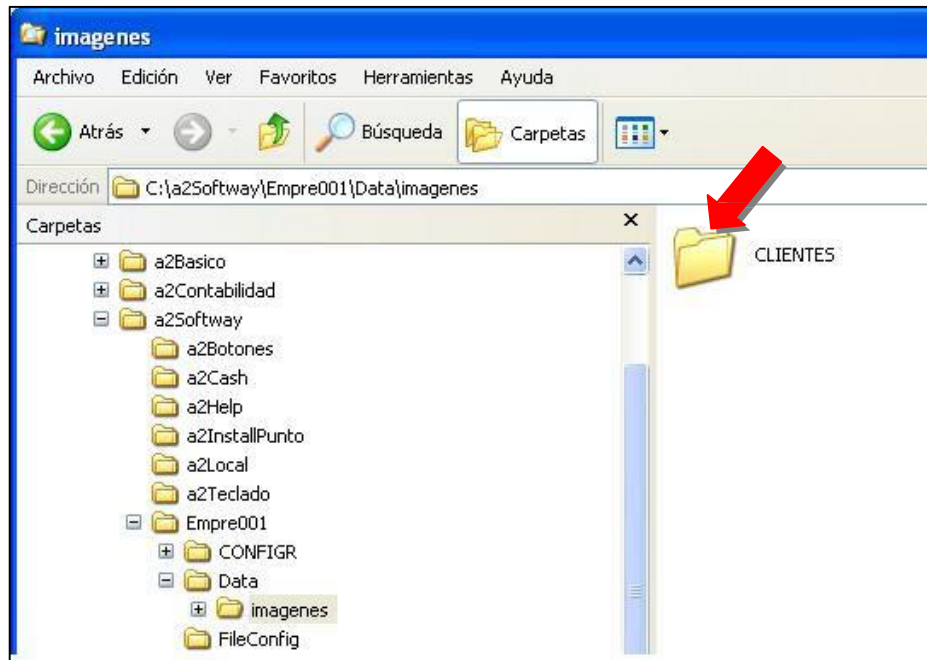 imagenes
Archivo Edición Ver Favoritos Herramientas Ayuda
Atrás Búsqueda Carpetas
Dirección C:\a2Softway\Empre001\Data\imagenes
Carpetas
CLIENTES
a2Basico
a2Contabilidad
a2Softway
a2Botones
a2Cash
a2Help
a2InstallPunto
a2Local
a2Teclado
Empre001
CONFIGR
Data
imagenes
FileConfig